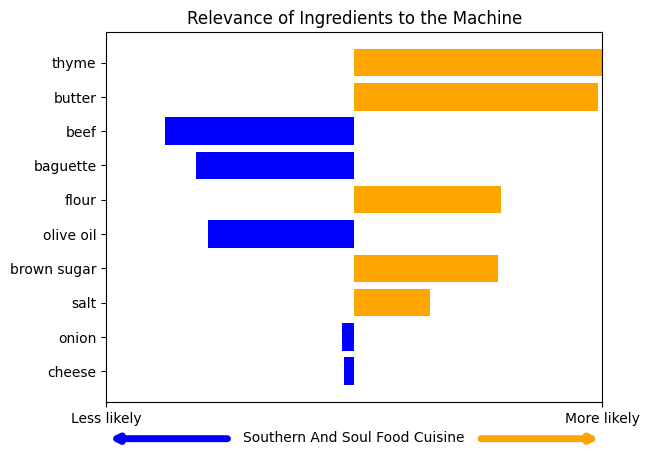 Relevance of Ingredients to the Machine
thyme
butter
beef
baguette
flour
olive oil
brown sugar
salt
onion
cheese
Less likely
More likely
Southern And Soul Food Cuisine